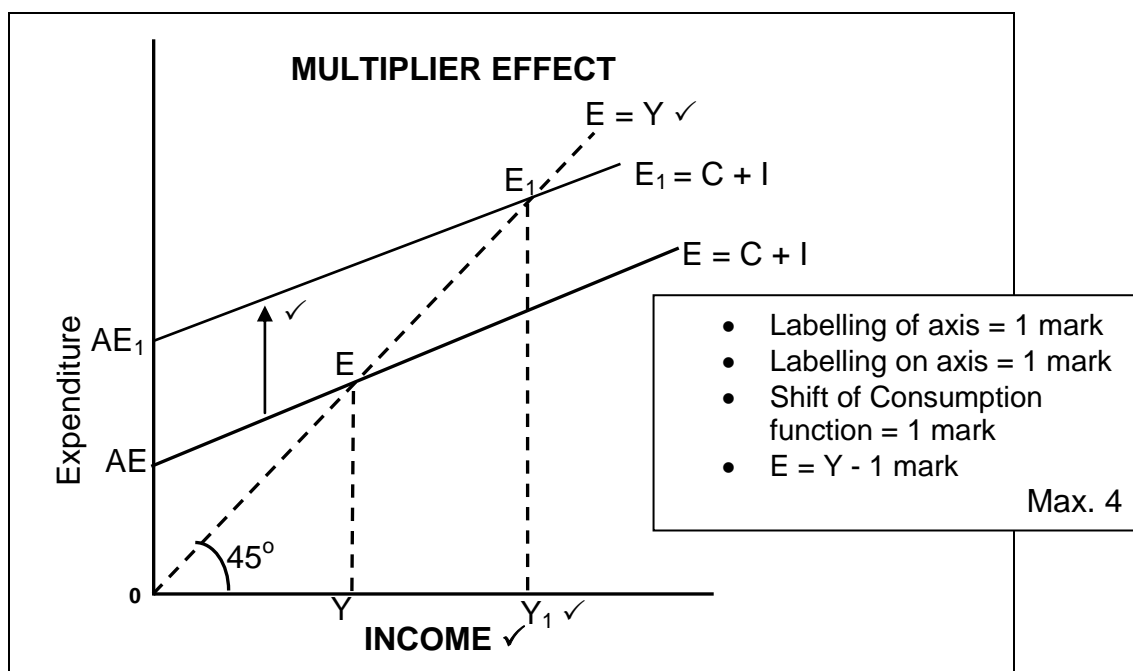 MULTIPLIER EFFECT
E = Y ✓
E₁
E₁ = C + I
E = C + I
Expenditure
AE₁
✓
E
AE
45°
0
Y
Y₁ ✓
INCOME ✓
• Labelling of axis = 1 mark
• Labelling on axis = 1 mark
• Shift of Consumption
function = 1 mark
• E = Y - 1 mark
Max. 4